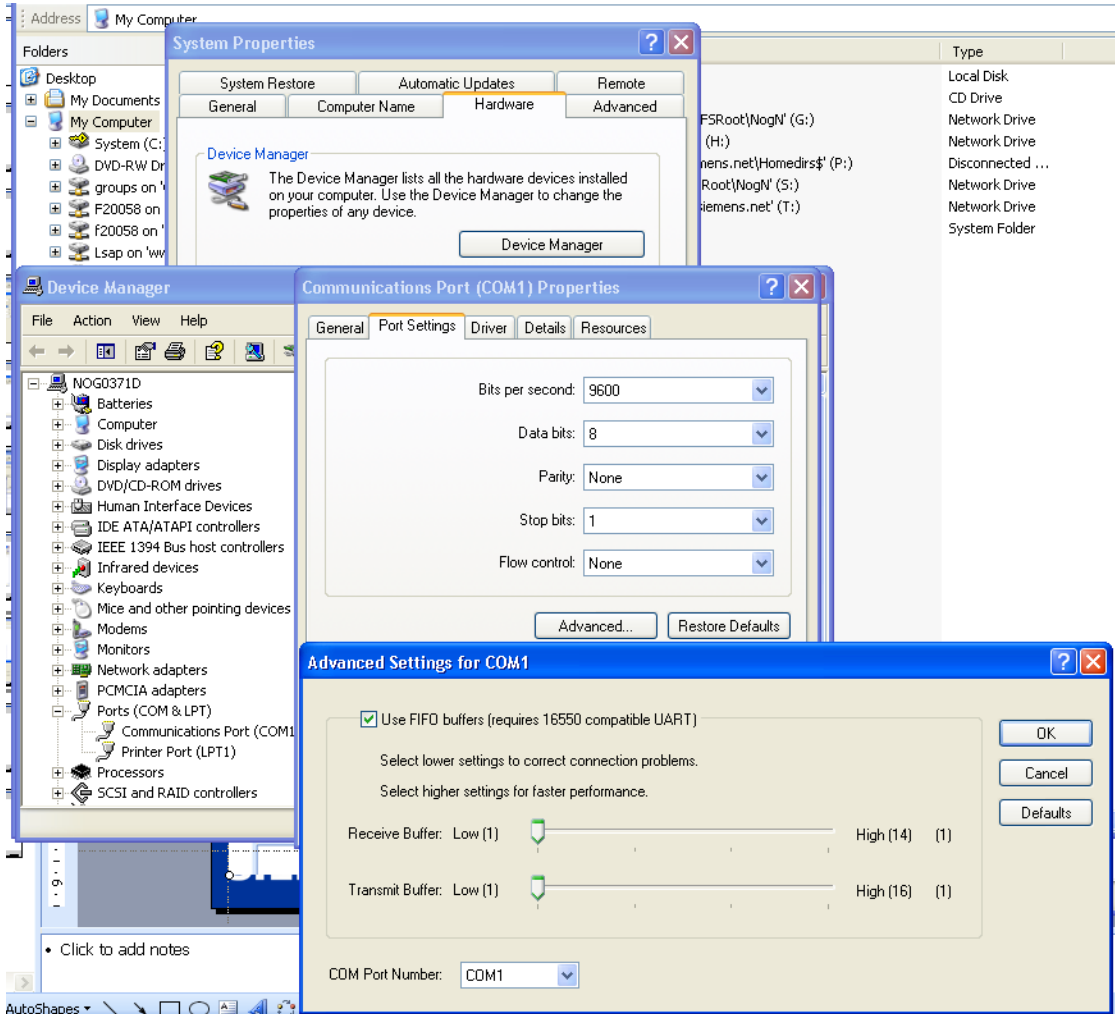 Address My Computer
Folders
Type
Desktop
My Documents
My Computer
System (C:
DVD-RW Dr
groups on '
F20058 on
f20058 on '
Lsap on 'ww
Local Disk
CD Drive
FSRoot\NogN' (G:) Network Drive
(H:) Network Drive
mens.net\Homedirs$' (P:) Disconnected ...
Root\NogN' (S:) Network Drive
siemens.net' (T:) Network Drive
System Folder
System Properties
System Restore Automatic Updates Remote
General Computer Name Hardware Advanced
Device Manager
The Device Manager lists all the hardware devices installed
on your computer. Use the Device Manager to change the
properties of any device.
Device Manager
Device Manager
File Action View Help
NOG0371D
Batteries
Computer
Disk drives
Display adapters
DVD/CD-ROM drives
Human Interface Devices
IDE ATA/ATAPI controllers
IEEE 1394 Bus host controllers
Infrared devices
Keyboards
Mice and other pointing devices
Modems
Monitors
Network adapters
PCMCIA adapters
Ports (COM & LPT)
Communications Port (COM1
Printer Port (LPT1)
Processors
SCSI and RAID controllers
Communications Port (COM1) Properties
General Port Settings Driver Details Resources
Bits per second: 9600
Data bits: 8
Parity: None
Stop bits: 1
Flow control: None
Advanced... Restore Defaults
Advanced Settings for COM1
Use FIFO buffers (requires 16550 compatible UART)
Select lower settings to correct connection problems.
Select higher settings for faster performance.
Receive Buffer: Low (1) High (14) (1)
Transmit Buffer: Low (1) High (16) (1)
COM Port Number: COM1
OK
Cancel
Defaults
• Click to add notes
AutoShapes